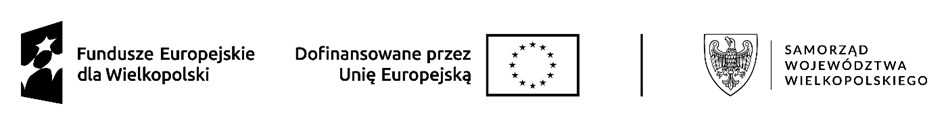 Fundusze Europejskie
dla Wielkopolski
Dofinansowane przez
Unię Europejską
SAMORZĄD
WOJEWÓDZTWA
WIELKOPOLSKIEGO